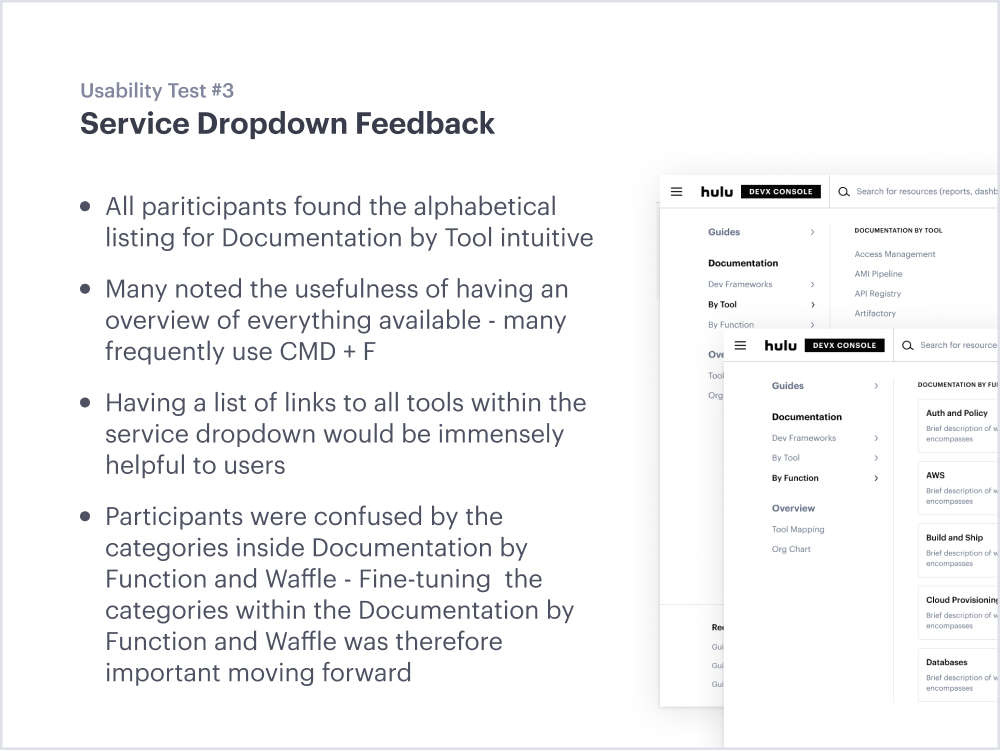 Usability Test #3
Service Dropdown Feedback
All pariticipants found the alphabetical
listing for Documentation by Tool intuitive
Many noted the usefulness of having an
overview of everything available - many
frequently use CMD + F
Having a list of links to all tools within the
service dropdown would be immensely
helpful to users
Participants were confused by the
categories inside Documentation by
Function and Waffle - Fine-tuning  the
categories within the Documentation by
Function and Waffle was therefore
important moving forward
hulu DEVX CONSOLE Search for resources (reports, dashb
Guides
Documentation
Dev Frameworks
By Tool
By Function
DOCUMENTATION BY TOOL
Access Management
AMI Pipeline
API Registry
Artifactory
hulu DEVX CONSOLE Search for resource
Guides
Documentation
Dev Frameworks
By Tool
By Function
Overview
Tool Mapping
Org Chart
DOCUMENTATION BY FU
Auth and Policy
Brief description of w
encompasses
AWS
Brief description of w
encompasses
Build and Ship
Brief description of w
encompasses
Cloud Provisioning
Brief description of w
encompasses
Databases
Brief description of w
encompasses